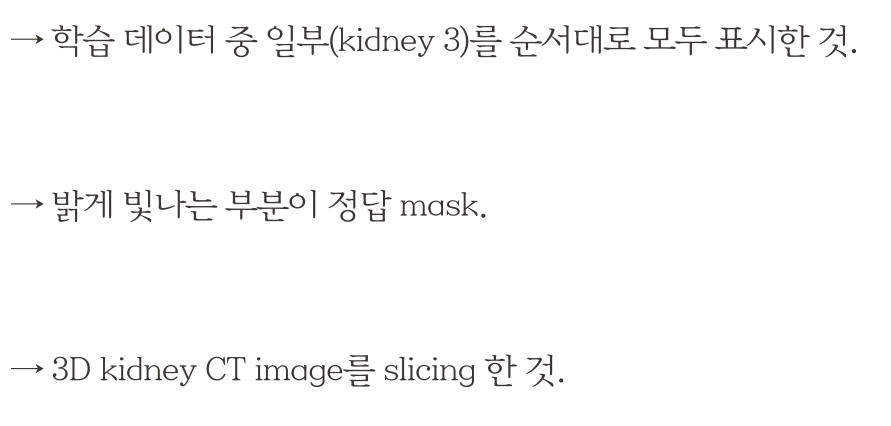 → 학습 데이터 중 일부(kidney 3)를 순서대로 모두 표시한 것.
→ 밝게 빛나는 부분이 정답 mask.
→ 3D kidney CT image를 slicing 한 것.